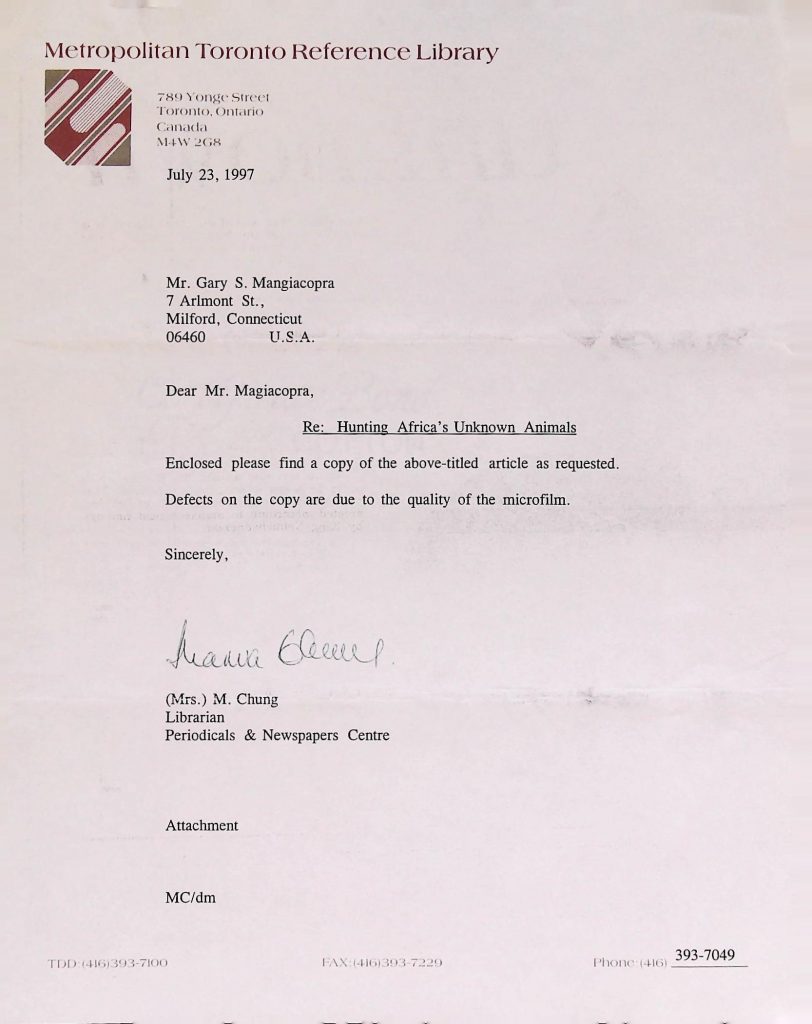 Metropolitan Toronto Reference Library
789 Yonge Street
Toronto, Ontario
Canada
M4W 2G8
July 23, 1997
Mr. Gary S. Mangiacopra
7 Arlmont St.,
Milford, Connecticut
06460 U.S.A.
Dear Mr. Magiacopra,
Re: Hunting Africa's Unknown Animals
Enclosed please find a copy of the above-titled article as requested.
Defects on the copy are due to the quality of the microfilm.
Sincerely,
Maria Chung.
(Mrs.) M. Chung
Librarian
Periodicals & Newspapers Centre
Attachment
MC/dm
TDD:(416)393-7100 FAX:(416)393-7229 Phone: (416) 393-7049